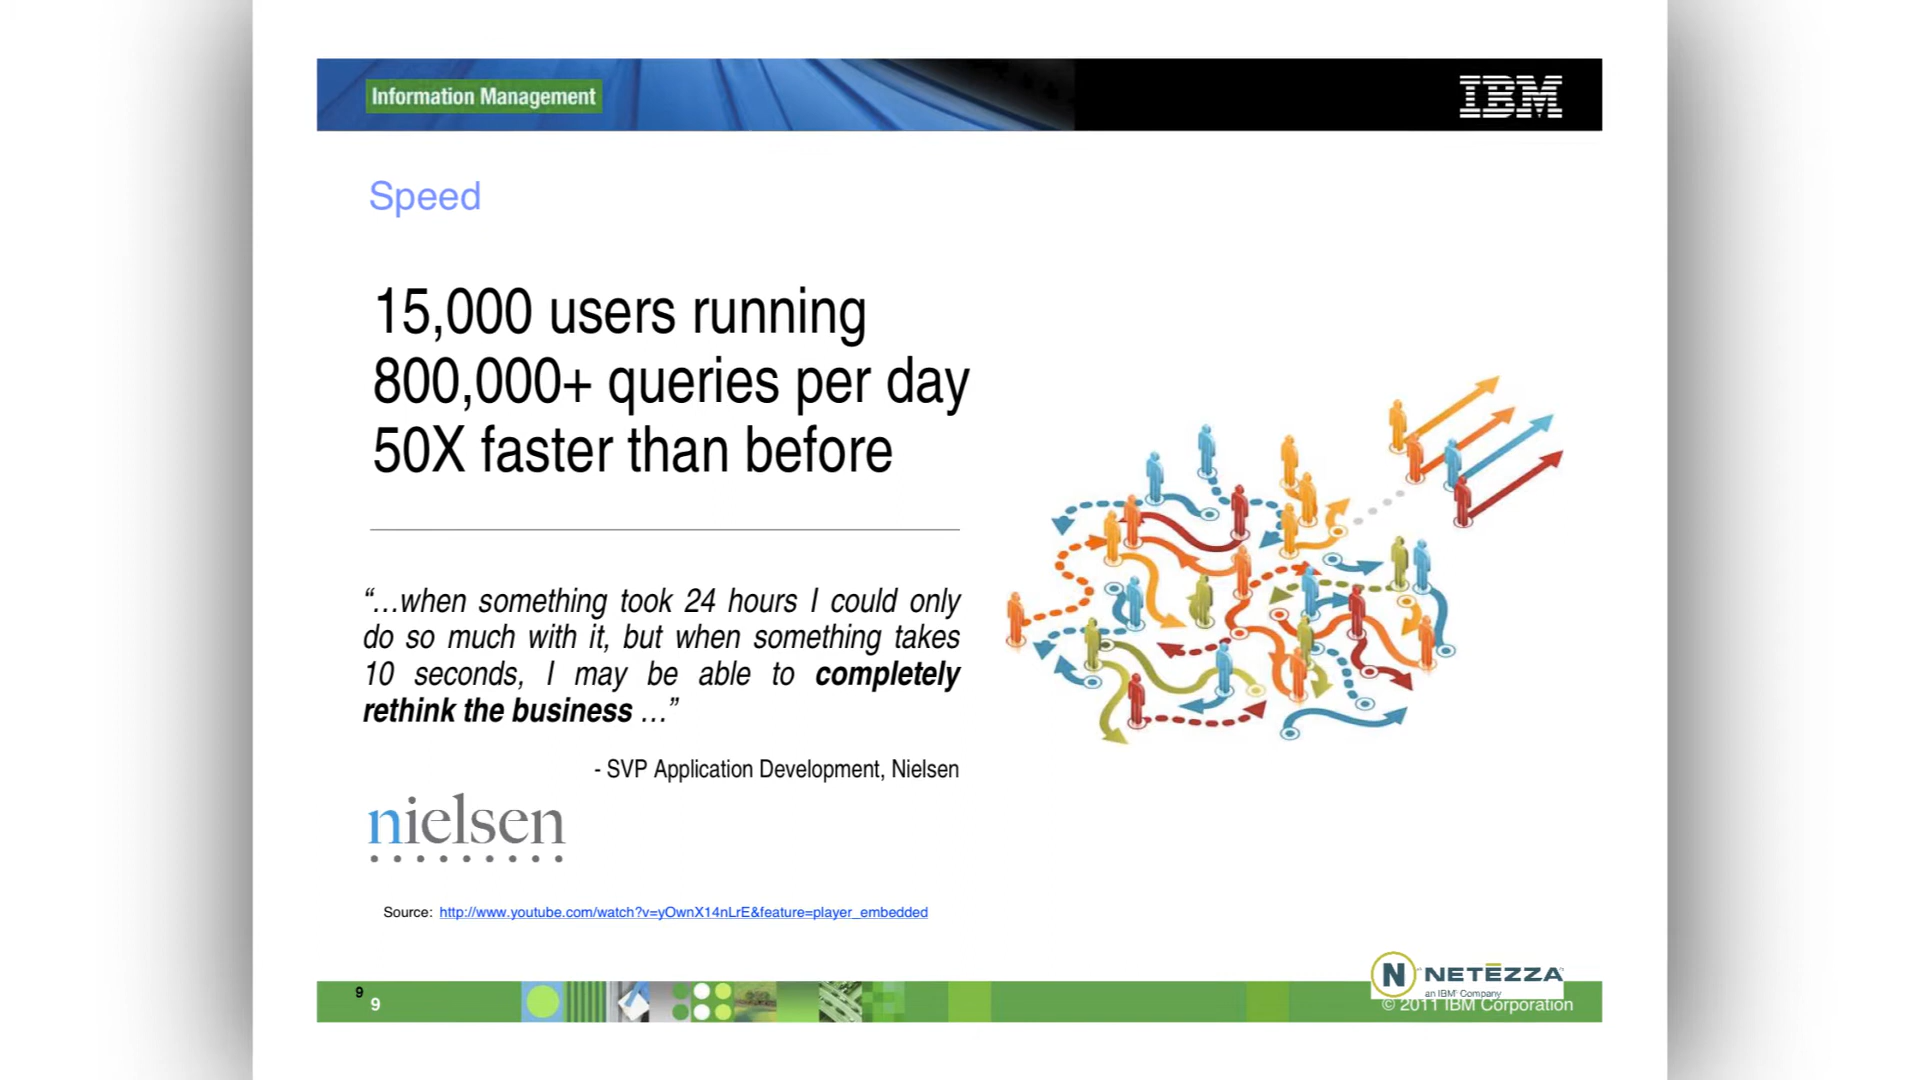 Information Management
IBM
Speed
15,000 users running
800,000+ queries per day
50X faster than before
“…when something took 24 hours I could only
do so much with it, but when something takes
10 seconds, I may be able to completely
rethink the business …”
- SVP Application Development, Nielsen
nielsen
Source: http://www.youtube.com/watch?v=yOwnX14nLrE&feature=player_embedded
N NETEZZA
an IBM® Company
9
9
© 2011 IBM Corporation